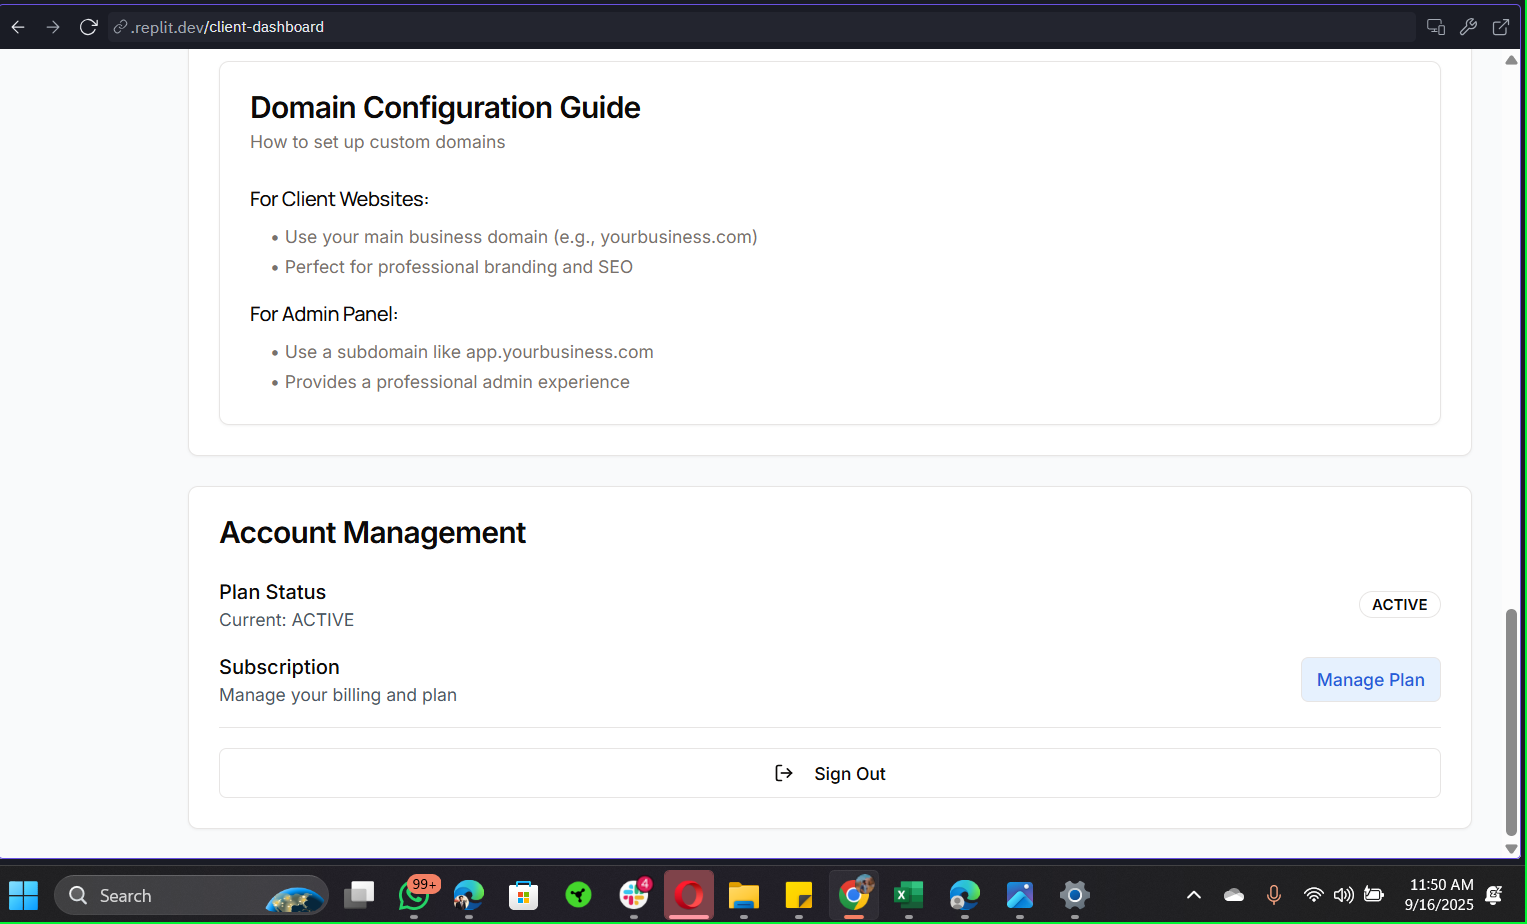 .replit.dev/client-dashboard
Domain Configuration Guide
How to set up custom domains
For Client Websites:
• Use your main business domain (e.g., yourbusiness.com)
• Perfect for professional branding and SEO
For Admin Panel:
• Use a subdomain like app.yourbusiness.com
• Provides a professional admin experience
Account Management
Plan Status
Current: ACTIVE
ACTIVE
Subscription
Manage your billing and plan
Manage Plan
Sign Out
Search
99+
4
11:50 AM
9/16/2025